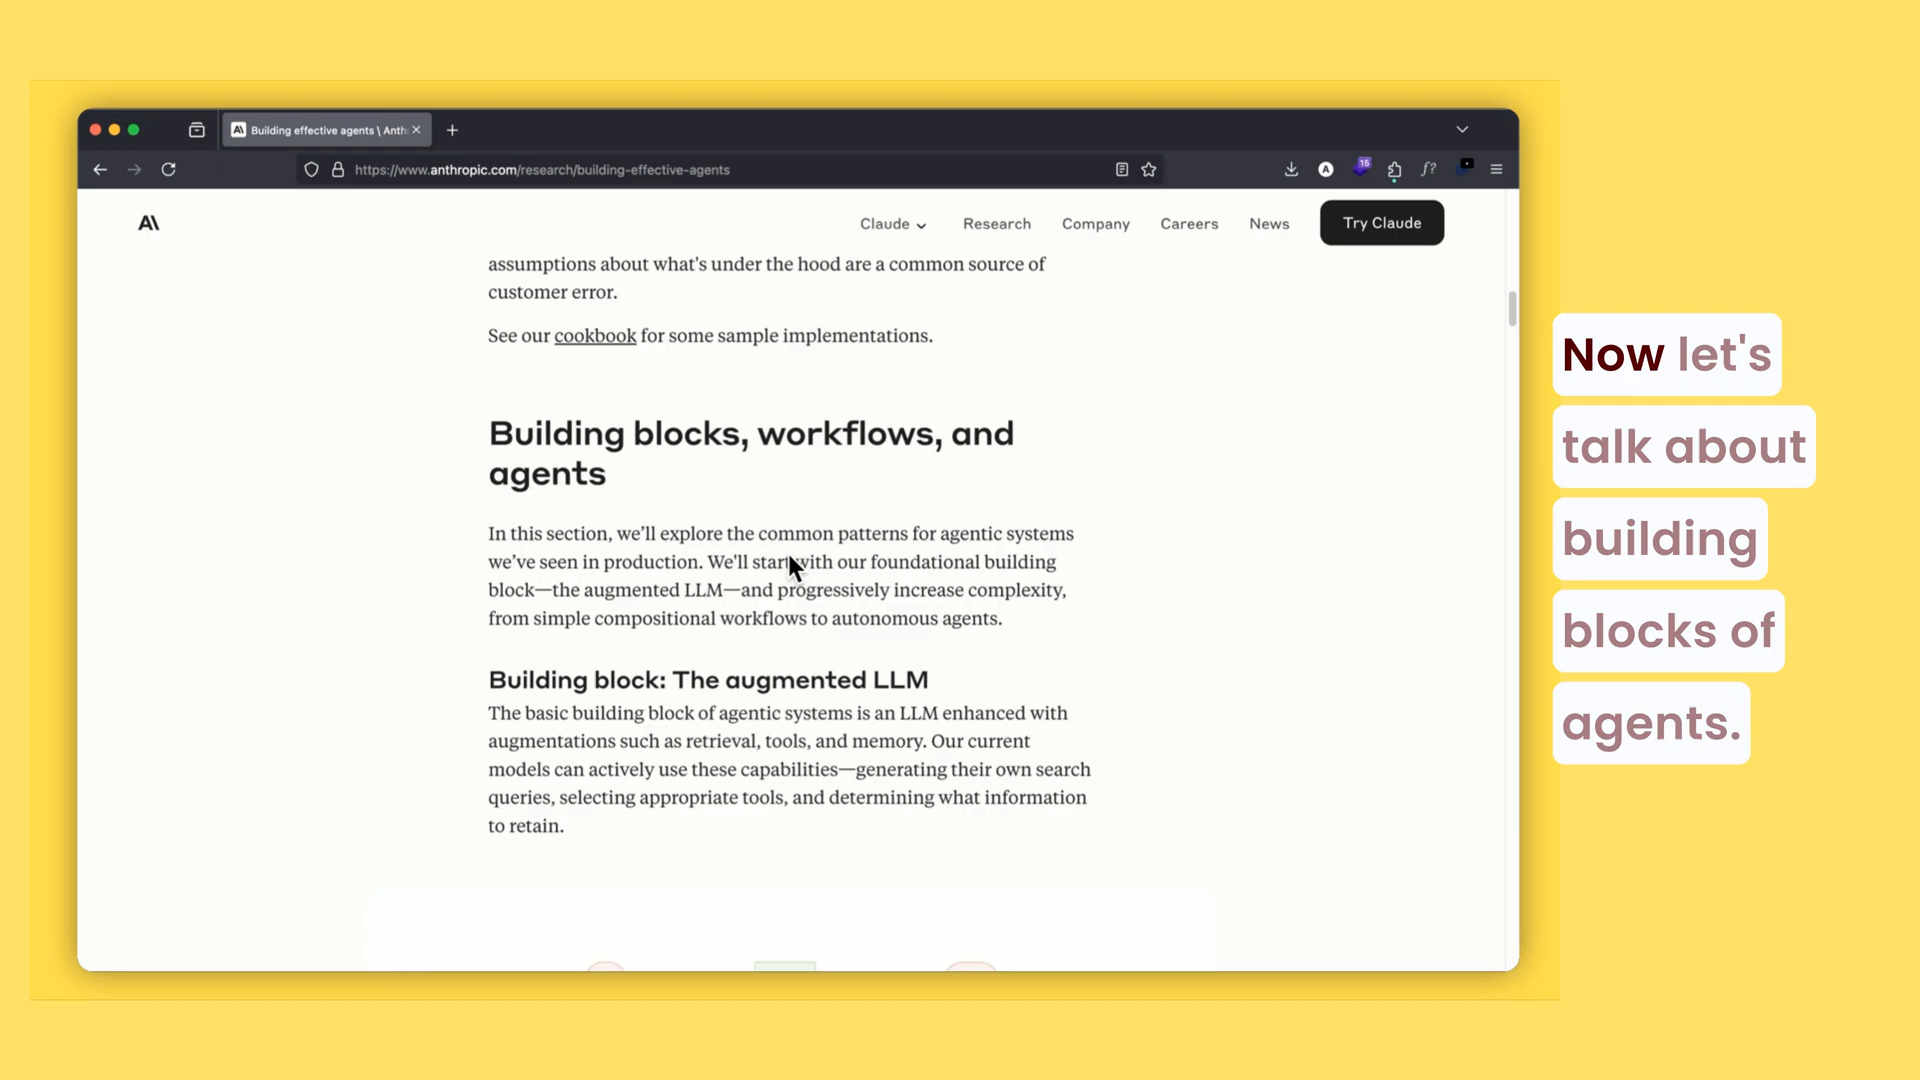 Building effective agents \ Anth
https://www.anthropic.com/research/building-effective-agents
15
f?
A\
Claude
Research
Company
Careers
News
Try Claude
assumptions about what's under the hood are a common source of
customer error.
See our cookbook for some sample implementations.
Building blocks, workflows, and
agents
In this section, we’ll explore the common patterns for agentic systems
we’ve seen in production. We'll start with our foundational building
block—the augmented LLM—and progressively increase complexity,
from simple compositional workflows to autonomous agents.
Building block: The augmented LLM
The basic building block of agentic systems is an LLM enhanced with
augmentations such as retrieval, tools, and memory. Our current
models can actively use these capabilities—generating their own search
queries, selecting appropriate tools, and determining what information
to retain.
Now let's
talk about
building
blocks of
agents.